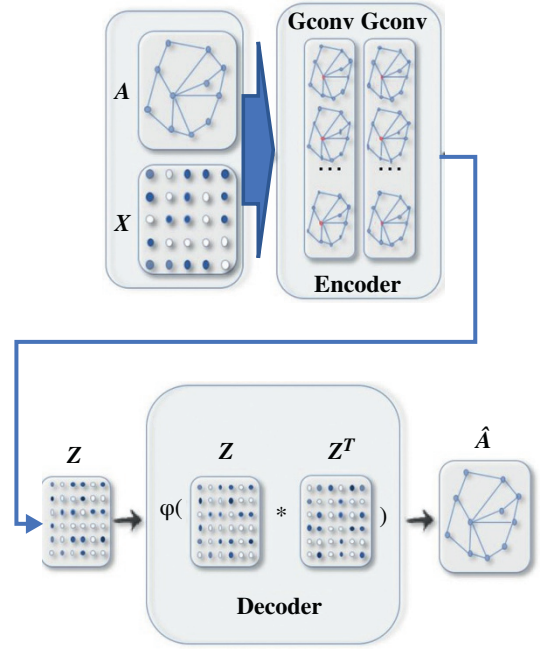 Gconv Gconv
A
X
...
...
Encoder
Z
Z
Z^T
Â
φ(
*
)
Decoder